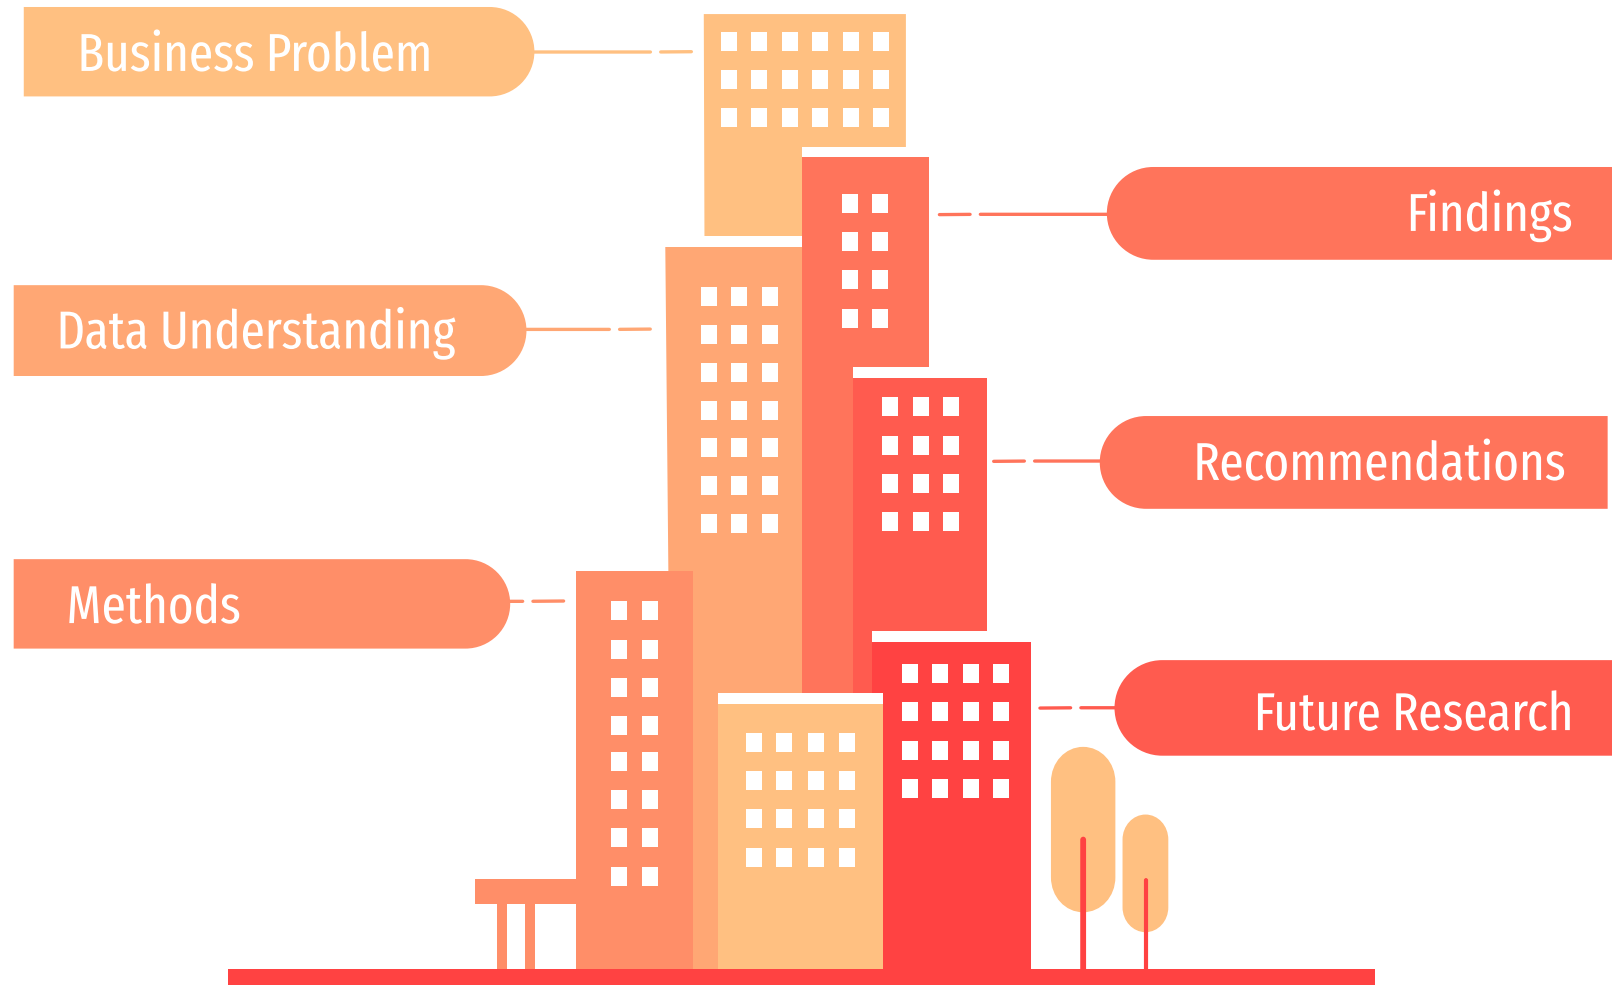 Business Problem
Data Understanding
Methods
Findings
Recommendations
Future Research